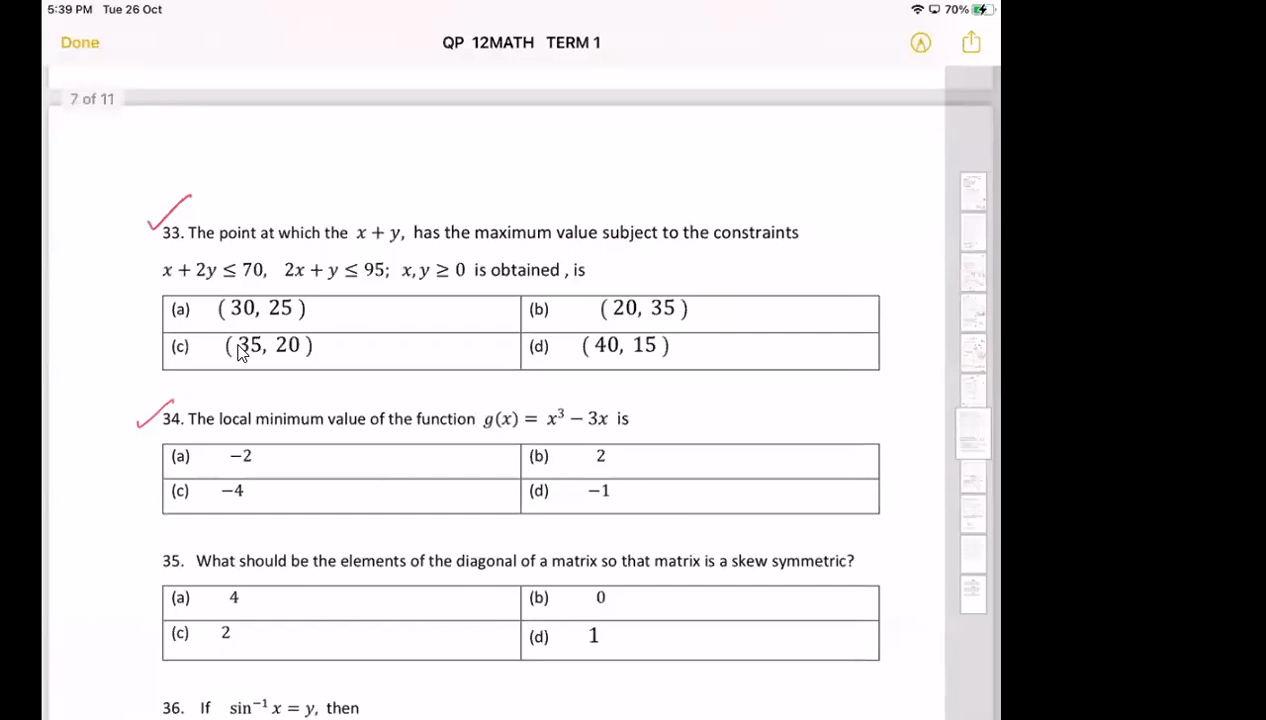 5:39 PM Tue 26 Oct 70%
Done QP 12MATH TERM 1
7 of 11
33. The point at which the x + y, has the maximum value subject to the constraints
x + 2y ≤ 70, 2x + y ≤ 95; x, y ≥ 0 is obtained , is
(a) ( 30, 25 ) (b) ( 20, 35 )
(c) ( 35, 20 ) (d) ( 40, 15 )
34. The local minimum value of the function g(x) = x³ − 3x is
(a) −2 (b) 2
(c) −4 (d) −1
35. What should be the elements of the diagonal of a matrix so that matrix is a skew symmetric?
(a) 4 (b) 0
(c) 2 (d) 1
36. If sin⁻¹ x = y, then